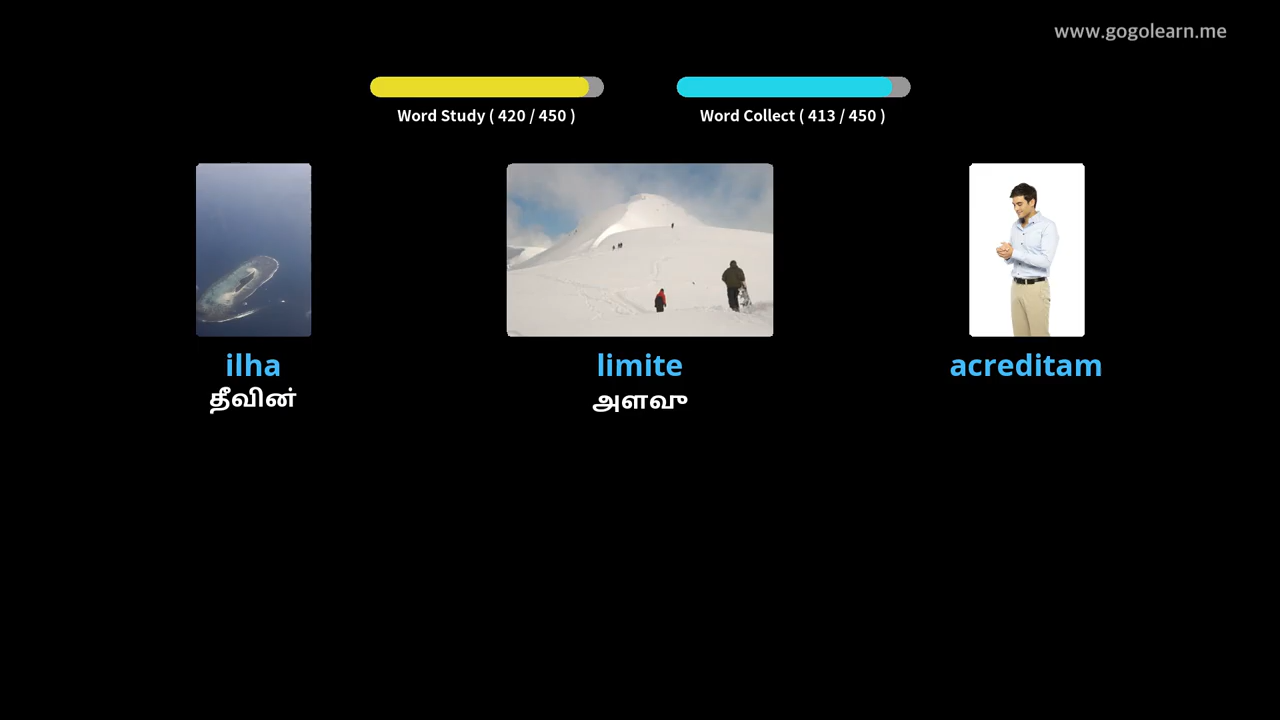 www.gogolearn.me
Word Study ( 420 / 450 )
Word Collect ( 413 / 450 )
ilha
தீவின்
limite
அளவு
acreditam